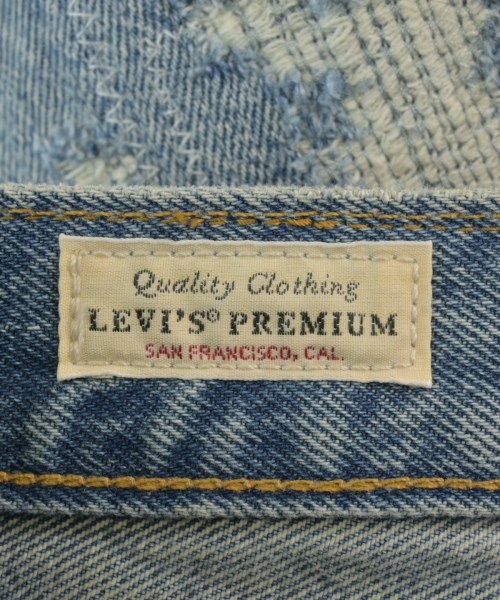 Quality Clothing
LEVI'S® PREMIUM
SAN FRANCISCO, CAL.